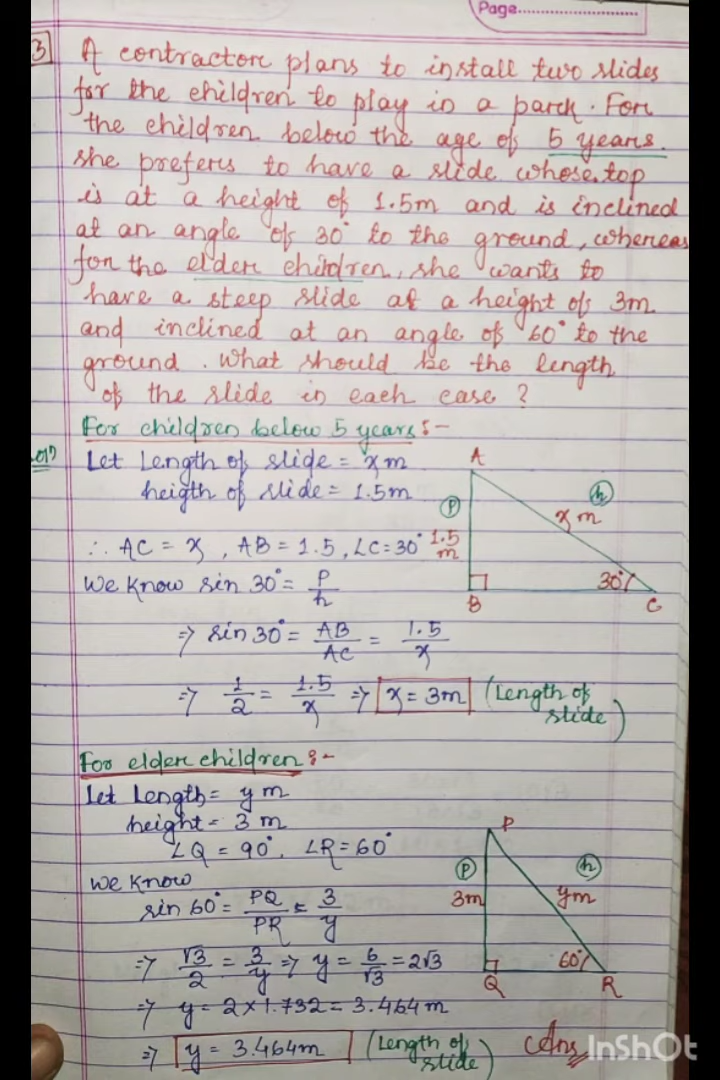 Page
3 A contractor plans to install two slides
for the children to play in a park. For
the children below the age of 5 years.
she prefers to have a slide whose top
is at a height of 1.5m and is inclined
at an angle of 30° to the ground, whereas
for the elder children, she wants to
have a steep slide at a height of 3m
and inclined at an angle of 60° to the
ground. What should be the length
of the slide in each case?
For children below 5 years :-
Let Length of slide = x m
heigth of slide = 1.5m
∴ AC = x, AB = 1.5, ∠C = 30°
We know sin 30° = P/h
⇒ sin 30° = AB/AC = 1.5/x
⇒ 1/2 = 1.5/x ⇒ x = 3m (Length of slide)
A
P
h
1.5 m
x m
30°
B
C
For elder children :-
Let Length = y m
height = 3 m
∠Q = 90°, ∠R = 60°
we know
sin 60° = PQ/PR = 3/y
⇒ √3/2 = 3/y ⇒ y = 6/√3 = 2√3
⇒ y = 2 × 1.732 = 3.464 m
⇒ y = 3.464m (Length of slide)
P
P
h
3m
ym
60°
Q
R
Ans
InShOt